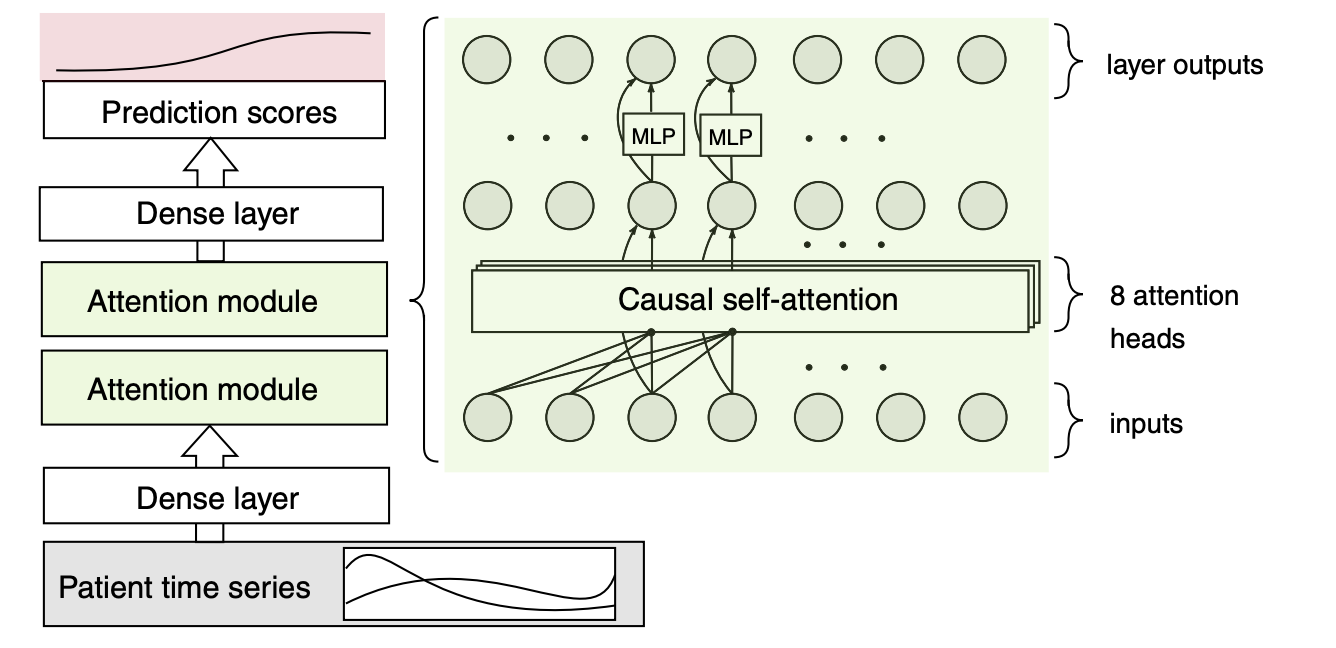 Prediction scores
Dense layer
Attention module
Attention module
Dense layer
Patient time series
layer outputs
MLP MLP
Causal self-attention
8 attention
heads
inputs